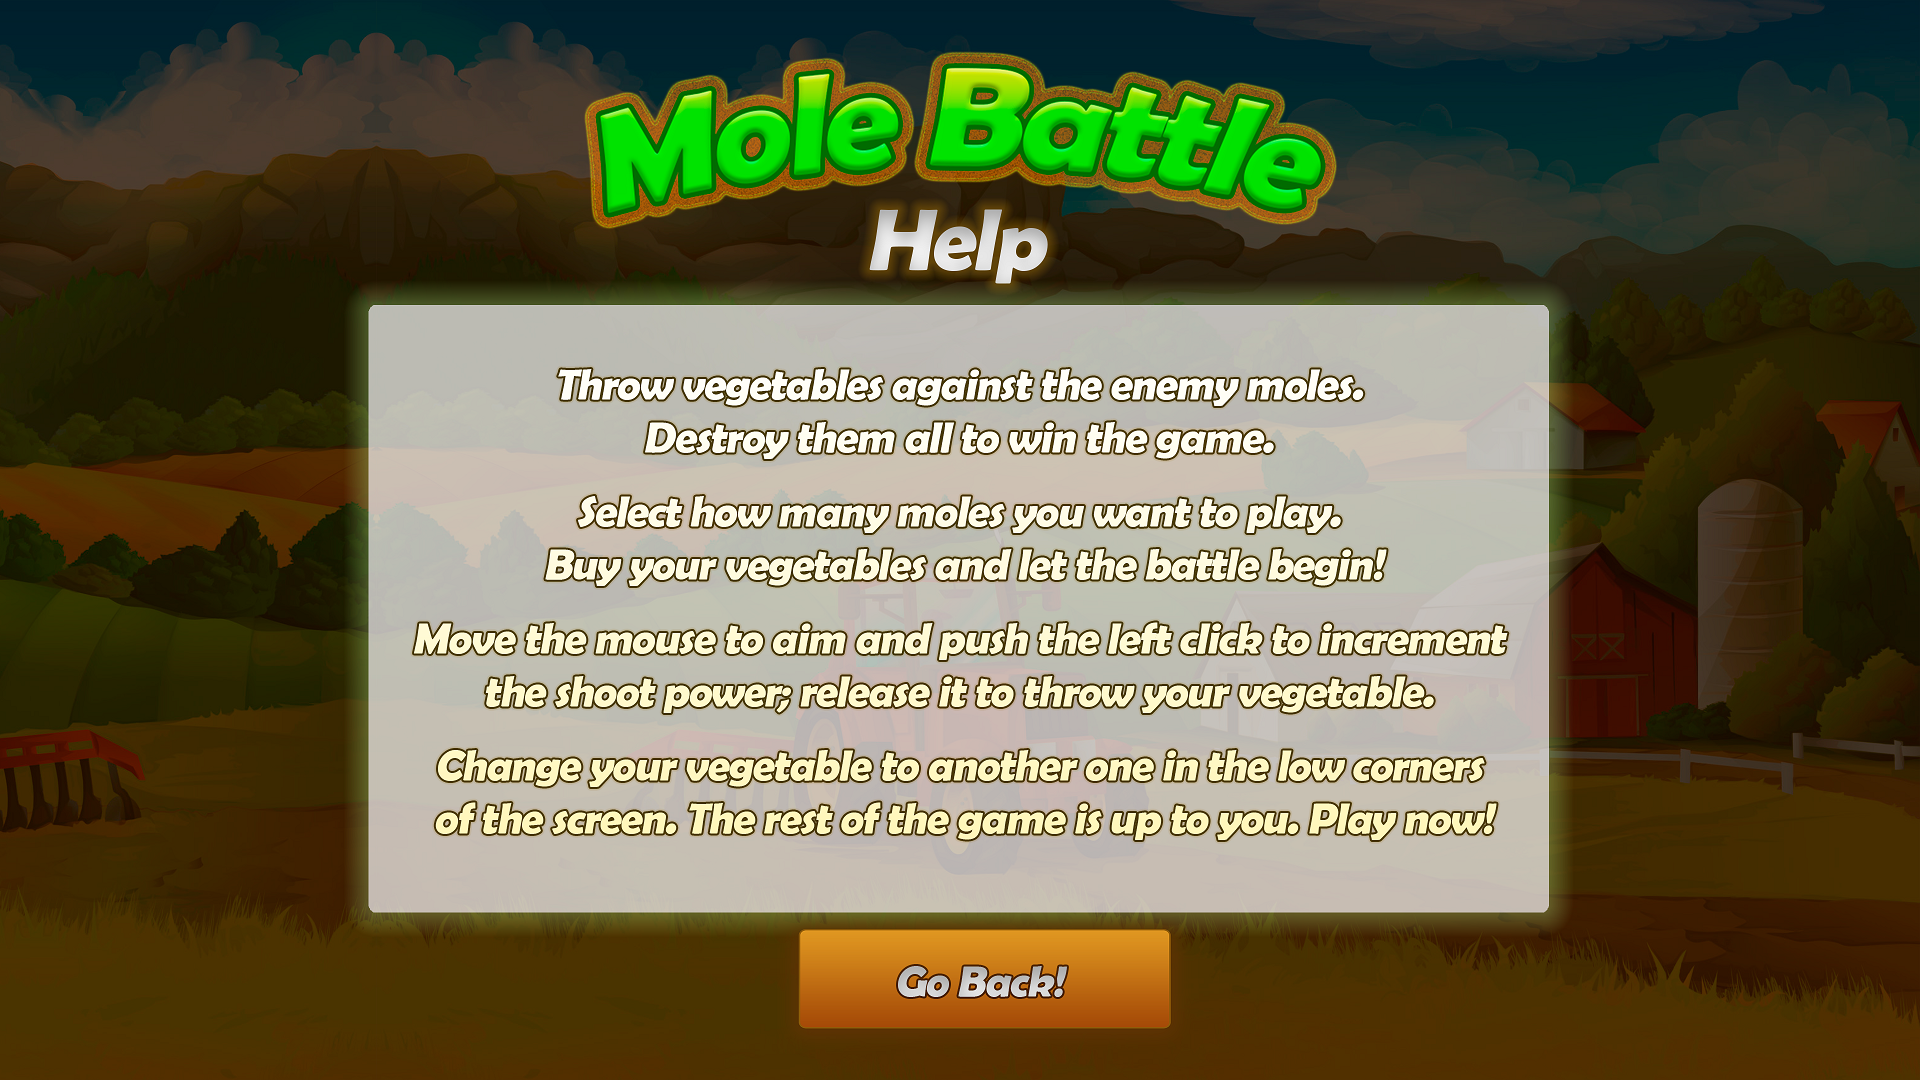 Mole Battle
Help
Throw vegetables against the enemy moles.
Destroy them all to win the game.
Select how many moles you want to play.
Buy your vegetables and let the battle begin!
Move the mouse to aim and push the left click to increment
the shoot power; release it to throw your vegetable.
Change your vegetable to another one in the low corners
of the screen. The rest of the game is up to you. Play now!
Go Back!